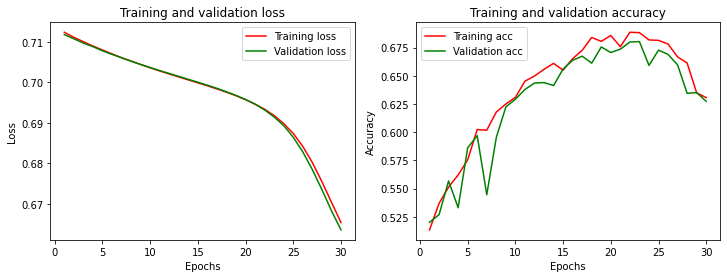 Training and validation loss
Training loss
Validation loss
0.71
0.70
0.69
0.68
0.67
Loss
0
5
10
15
20
25
30
Epochs
Training and validation accuracy
Training acc
Validation acc
0.675
0.650
0.625
0.600
0.575
0.550
0.525
Accuracy
0
5
10
15
20
25
30
Epochs